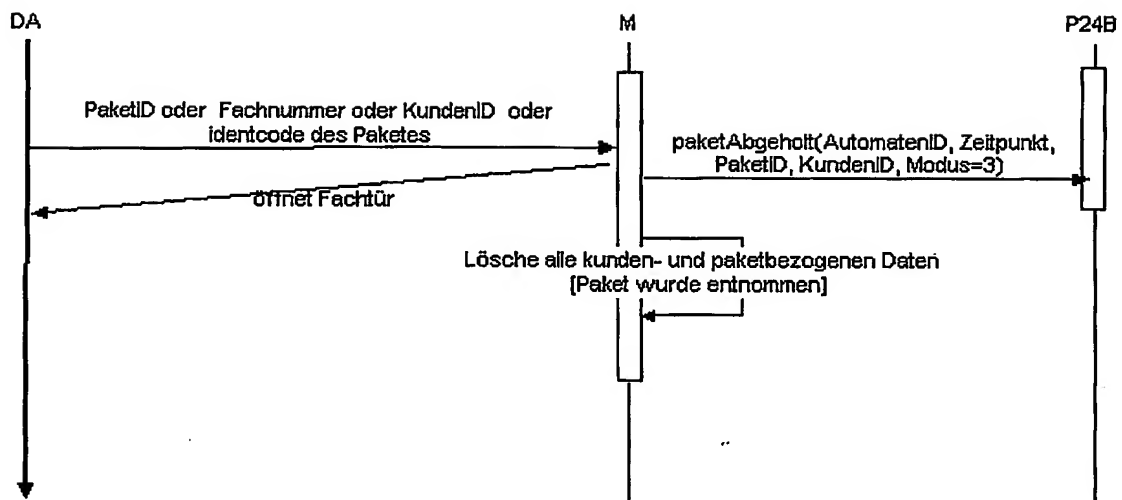 DA
M
P24B
PaketID oder Fachnummer oder KundenID oder
identcode des Paketes
paketAbgeholt(AutomatenID, Zeitpunkt,
PaketID, KundenID, Modus=3)
öffnet Fachtür
Lösche alle kunden- und paketbezogenen Daten
[Paket wurde entnommen]